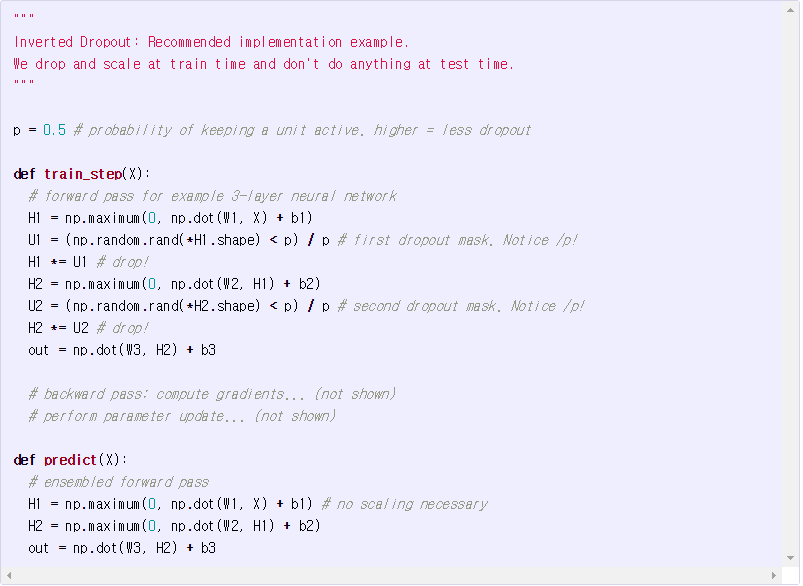 """
Inverted Dropout: Recommended implementation example.
We drop and scale at train time and don't do anything at test time.
"""
p = 0.5 # probability of keeping a unit active. higher = less dropout
def train_step(X):
# forward pass for example 3-layer neural network
H1 = np.maximum(0, np.dot(W1, X) + b1)
U1 = (np.random.rand(*H1.shape) < p) / p # first dropout mask. Notice /p!
H1 *= U1 # drop!
H2 = np.maximum(0, np.dot(W2, H1) + b2)
U2 = (np.random.rand(*H2.shape) < p) / p # second dropout mask. Notice /p!
H2 *= U2 # drop!
out = np.dot(W3, H2) + b3
# backward pass: compute gradients... (not shown)
# perform parameter update... (not shown)
def predict(X):
# ensembled forward pass
H1 = np.maximum(0, np.dot(W1, X) + b1) # no scaling necessary
H2 = np.maximum(0, np.dot(W2, H1) + b2)
out = np.dot(W3, H2) + b3